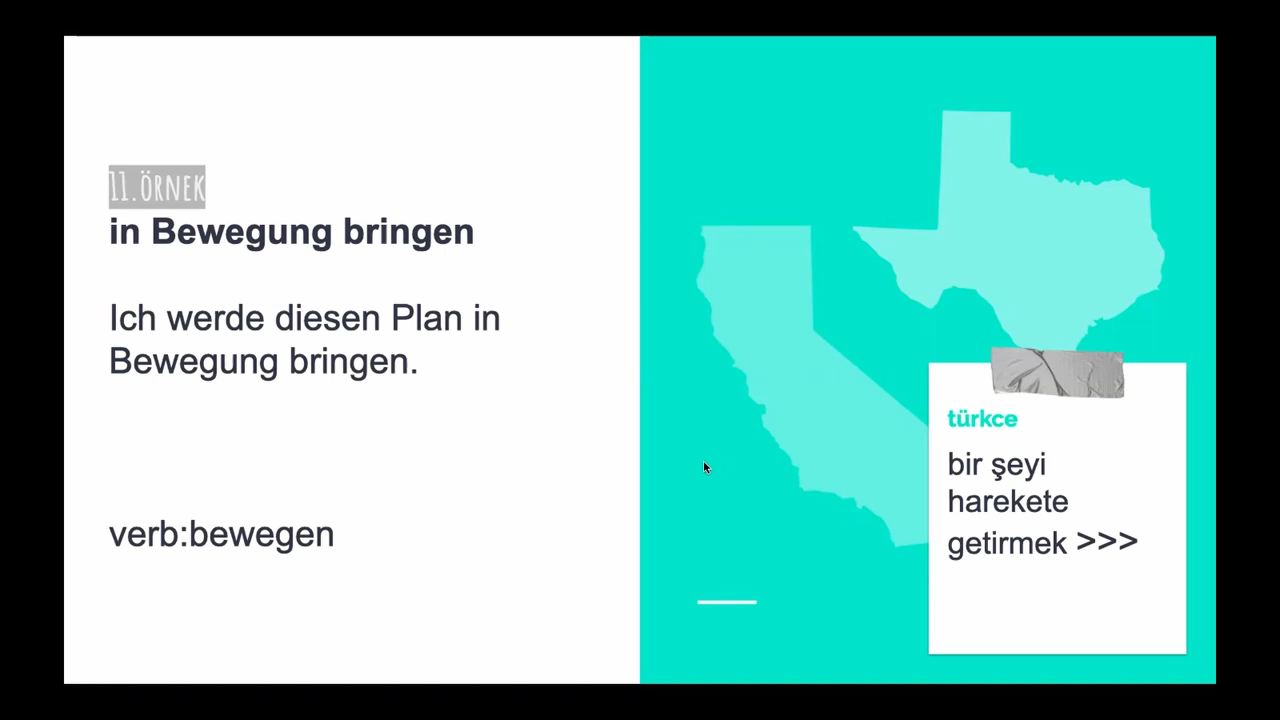 11.ÖRNEK
in Bewegung bringen
Ich werde diesen Plan in
Bewegung bringen.
verb:bewegen
türkce
bir şeyi
harekete
getirmek >>>